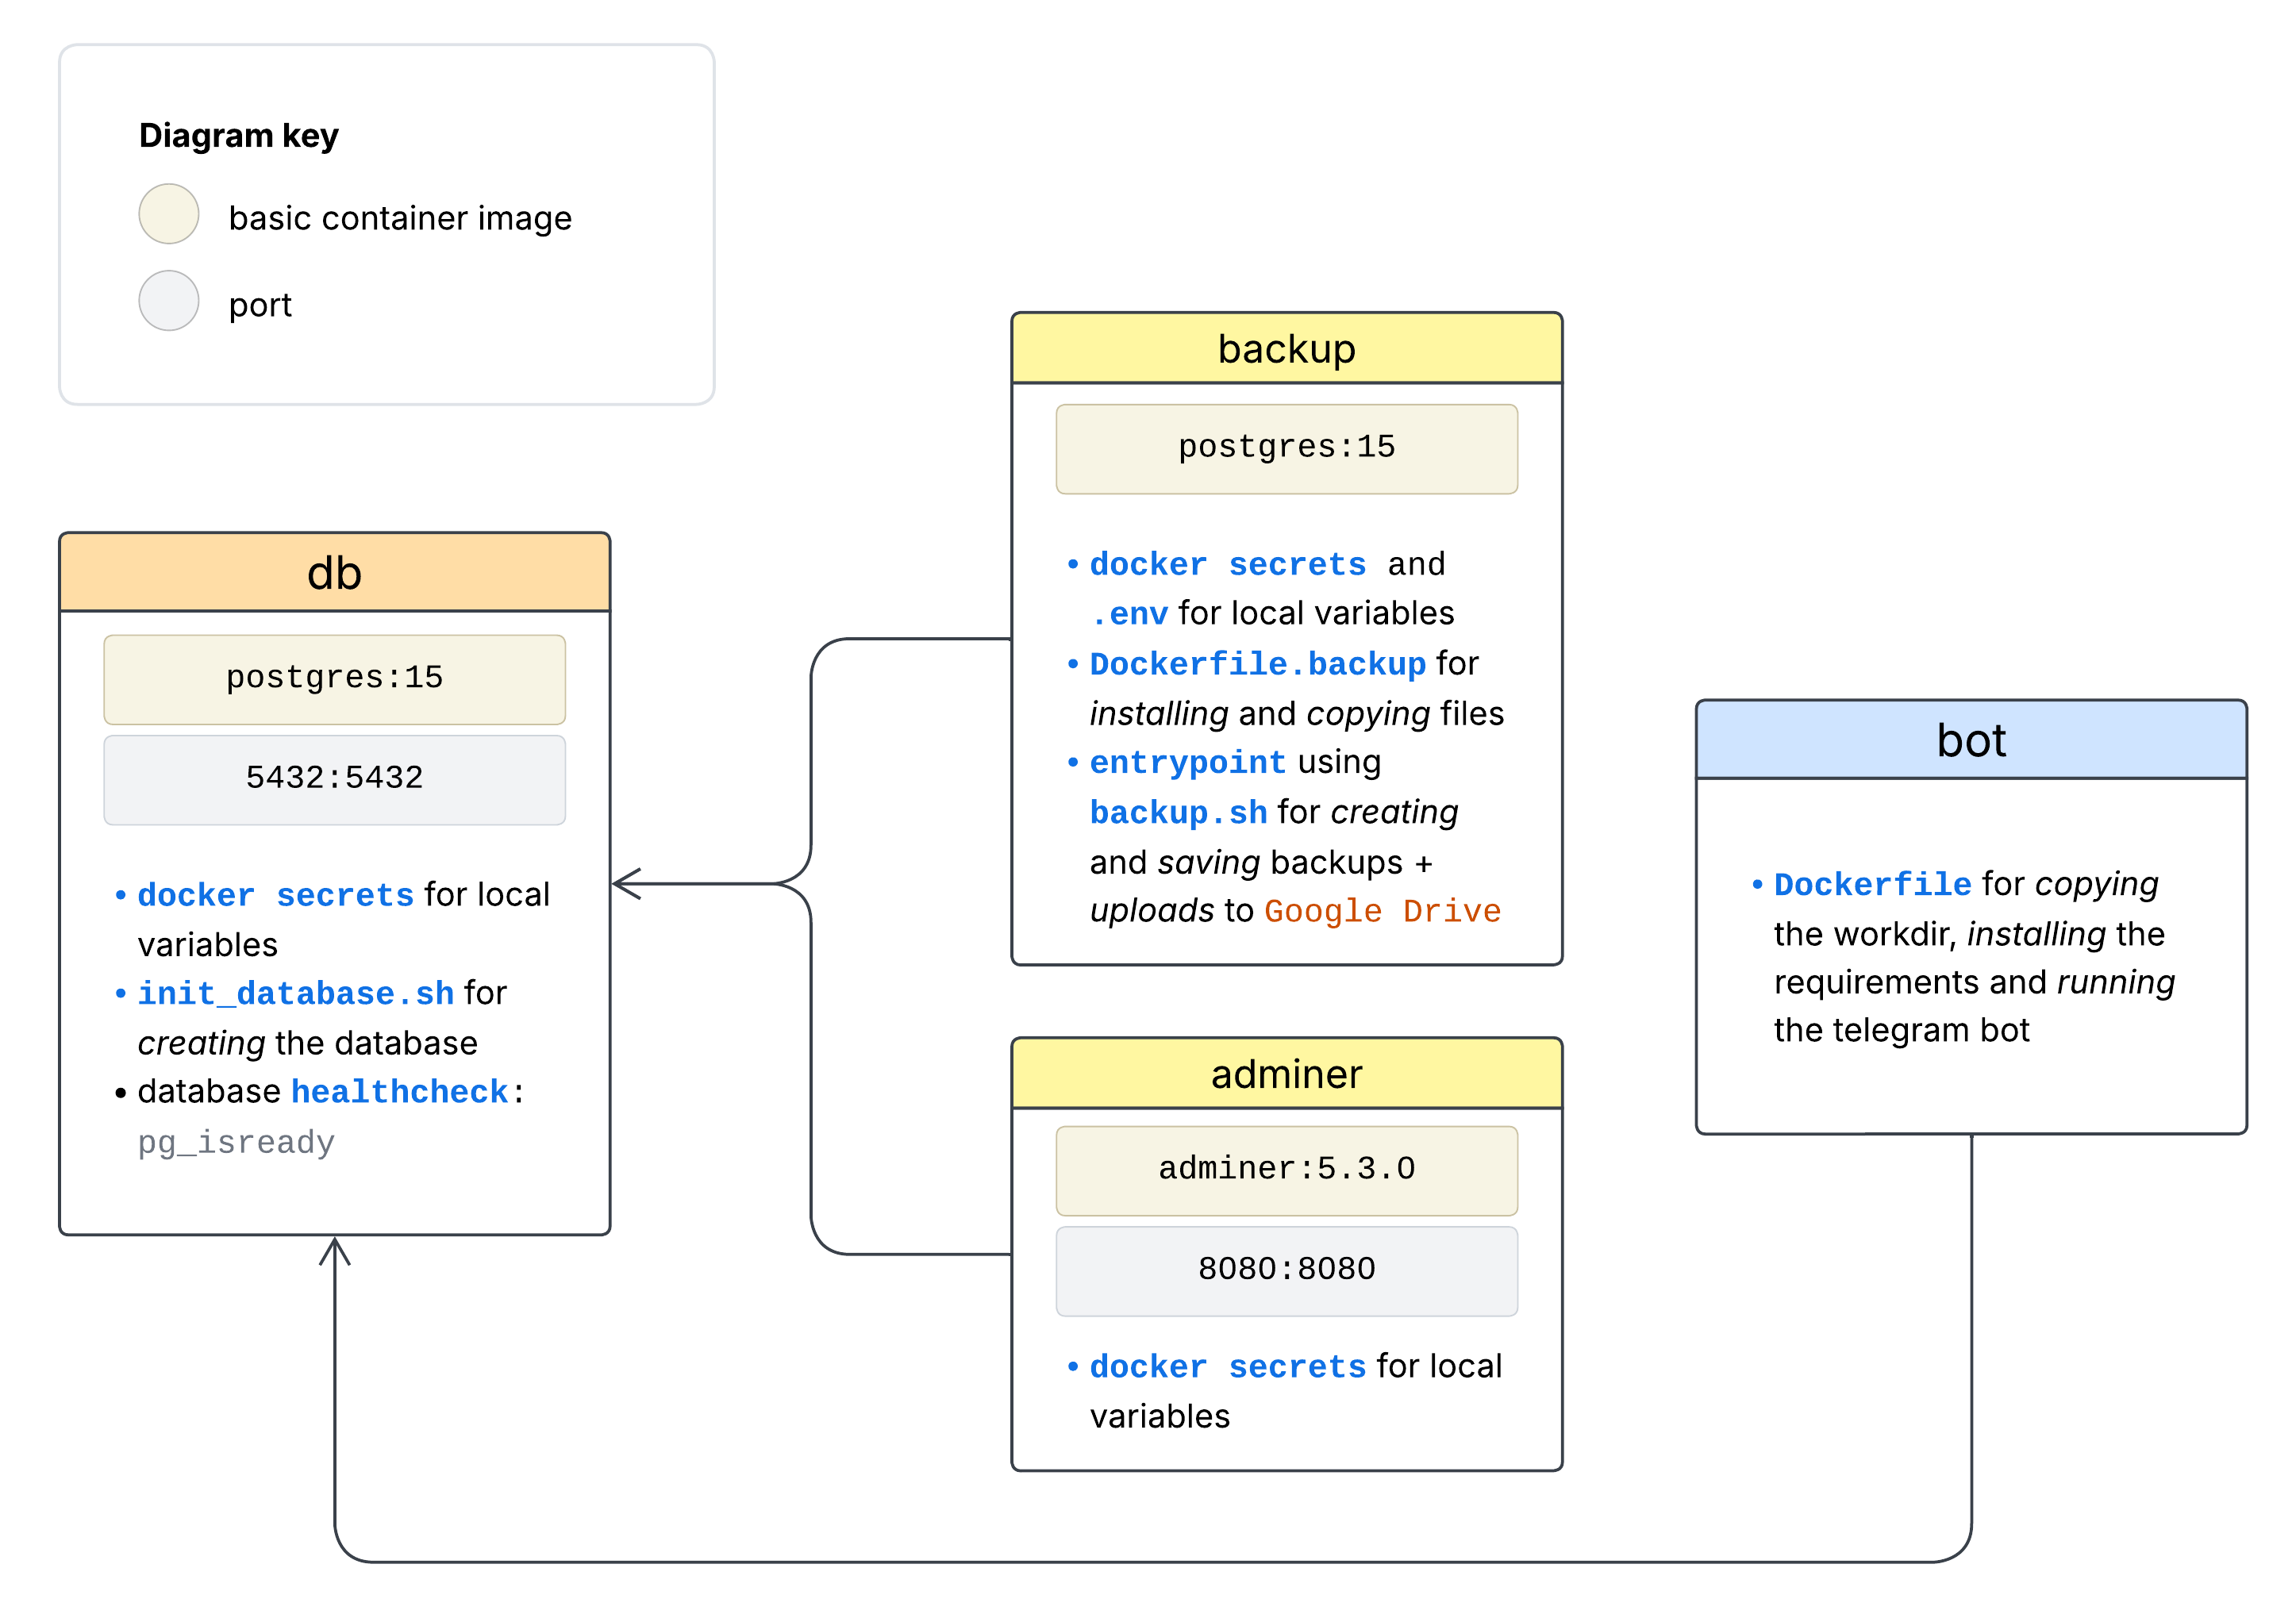 Diagram key
basic container image
port
db
postgres:15
5432:5432
• docker secrets for local
variables
• init_database.sh for
creating the database
• database healthcheck:
pg_isready
backup
postgres:15
• docker secrets and
.env for local variables
• Dockerfile.backup for
installing and copying files
• entrypoint using
backup.sh for creating
and saving backups +
uploads to Google Drive
adminer
adminer:5.3.0
8080:8080
• docker secrets for local
variables
bot
• Dockerfile for copying
the workdir, installing the
requirements and running
the telegram bot